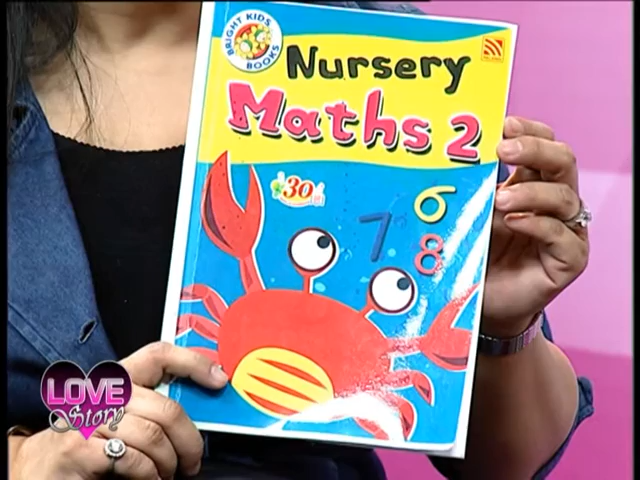 BRIGHT KIDS
BOOKS
Nursery
Maths 2
30
7
6
8
LOVE
Story